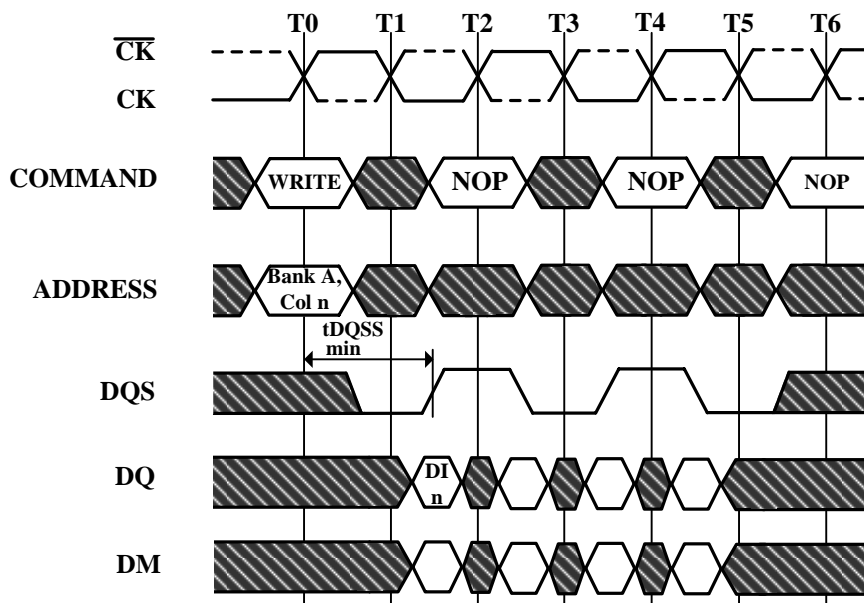 T0 T1 T2 T3 T4 T5 T6
CK
CK
COMMAND
WRITE NOP NOP NOP
ADDRESS
Bank A,
Col n
tDQSS
min
DQS
DQ
DI
n
DM